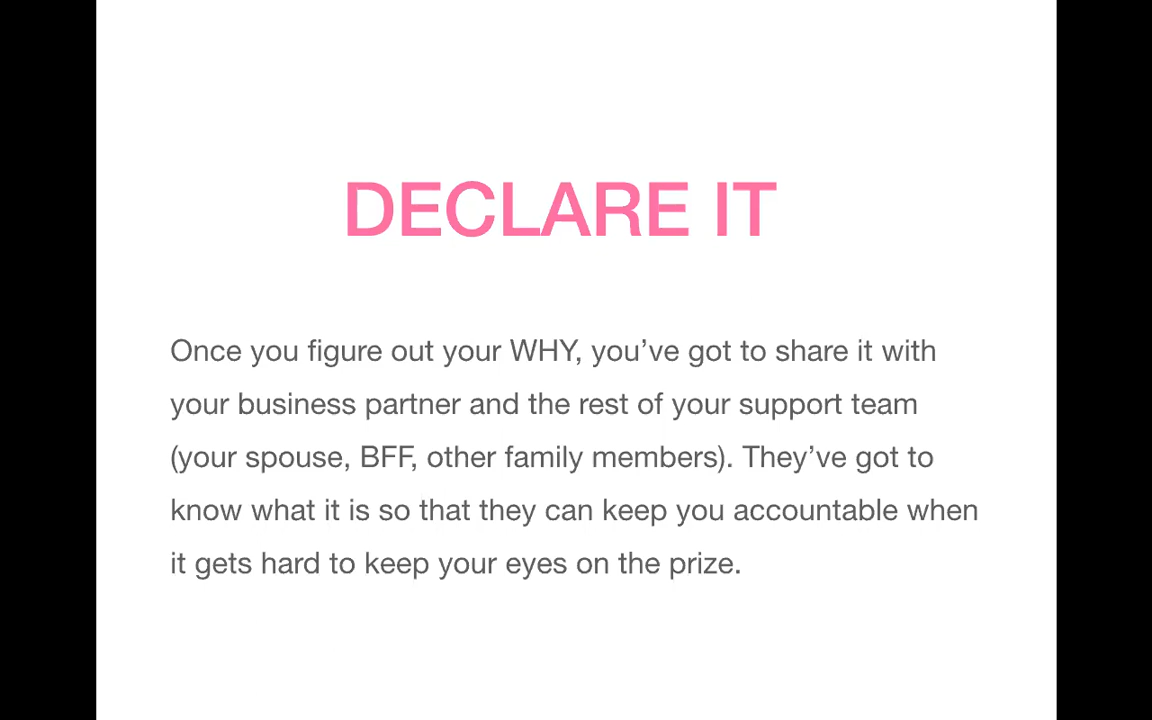 DECLARE IT
Once you figure out your WHY, you’ve got to share it with
your business partner and the rest of your support team
(your spouse, BFF, other family members). They’ve got to
know what it is so that they can keep you accountable when
it gets hard to keep your eyes on the prize.